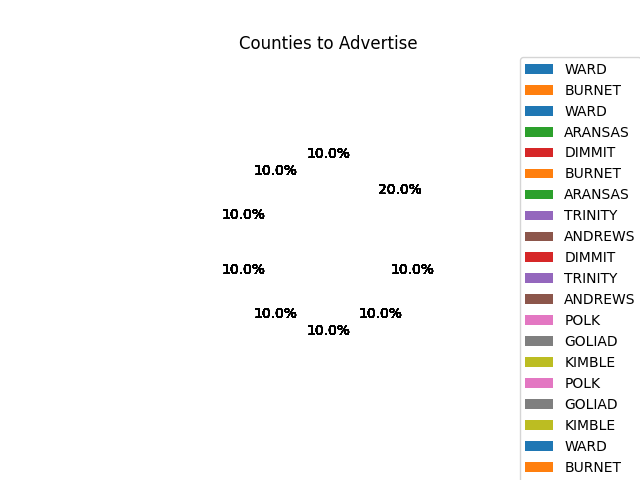 Counties to Advertise
10.0%
10.0%
20.0%
10.0%
10.0%
10.0%
10.0%
10.0%
10.0%
WARD
BURNET
WARD
ARANSAS
DIMMIT
BURNET
ARANSAS
TRINITY
ANDREWS
DIMMIT
TRINITY
ANDREWS
POLK
GOLIAD
KIMBLE
POLK
GOLIAD
KIMBLE
WARD
BURNET